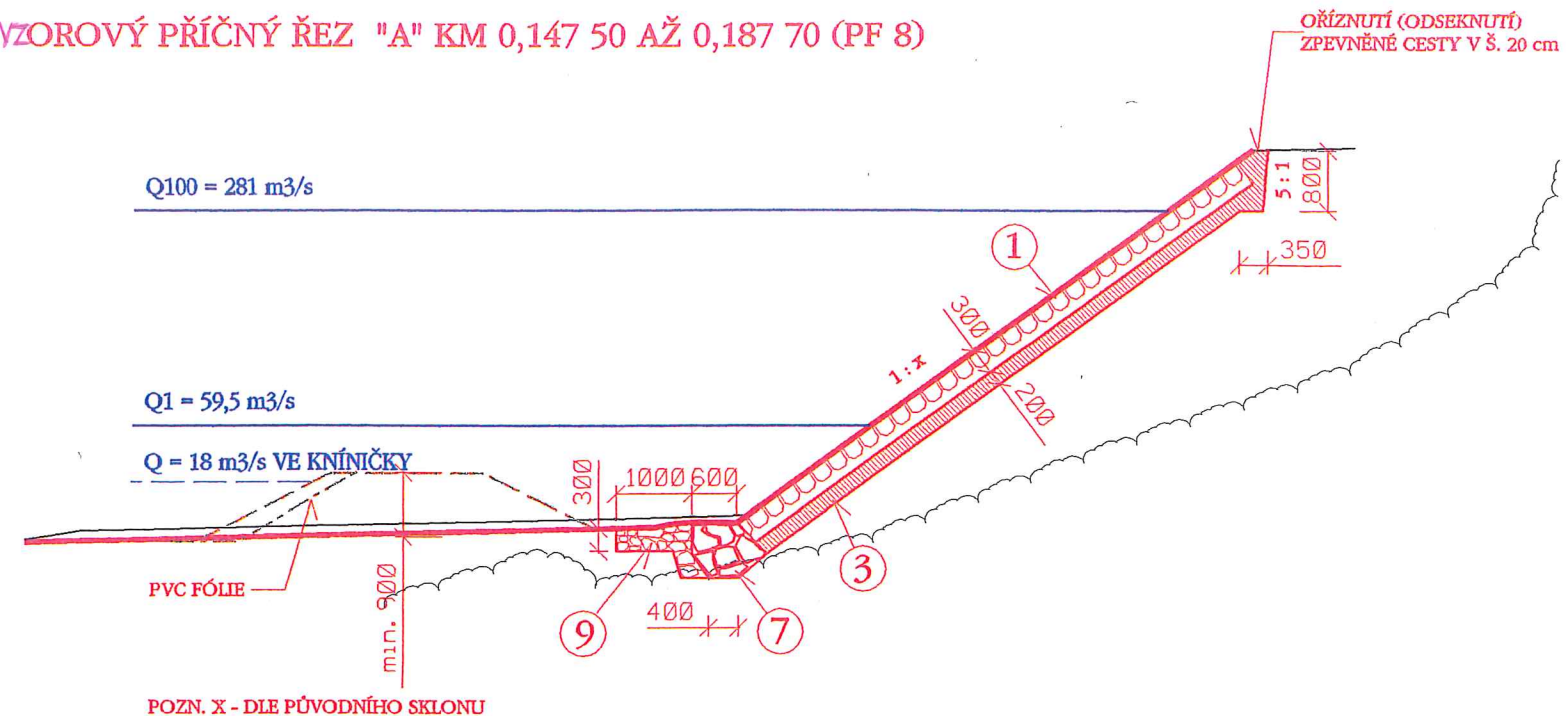 VZOROVÝ PŘÍČNÝ ŘEZ "A" KM 0,147 50 AŽ 0,187 70 (PF 8)
OŘÍZNUTÍ (ODSEKNUTÍ)
ZPEVNĚNÉ CESTY V Š. 20 cm
Q100 = 281 m3/s
5:1
800
1
350
300
1:x
200
Q1 = 59,5 m3/s
Q = 18 m3/s VE KNÍNIČKY
300
1000
600
PVC FÓLIE
min. 900
3
9
400
7
POZN. X - DLE PŮVODNÍHO SKLONU